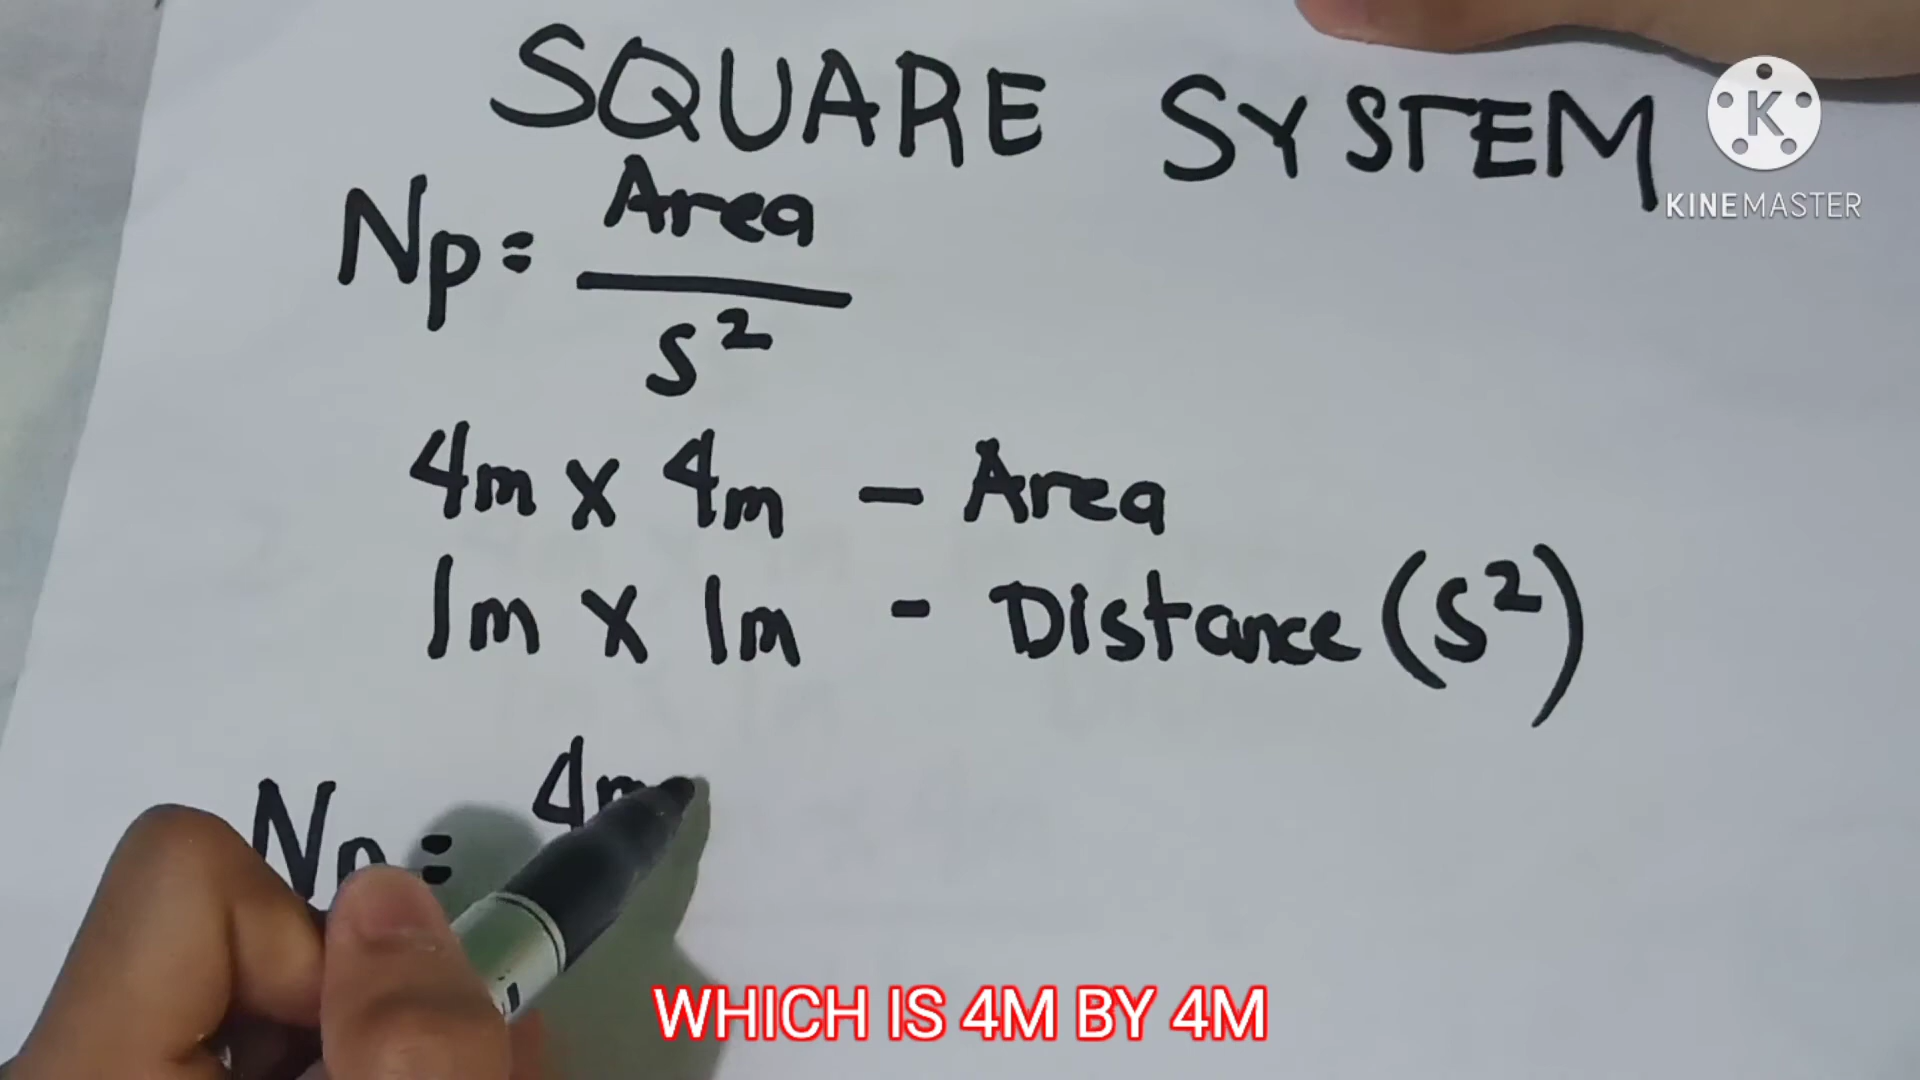 SQUARE SYSTEM
Np = Area
S²
4m x 4m - Area
1m x 1m - Distance (S²)
Np = 4m
K
KINEMASTER
WHICH IS 4M BY 4M